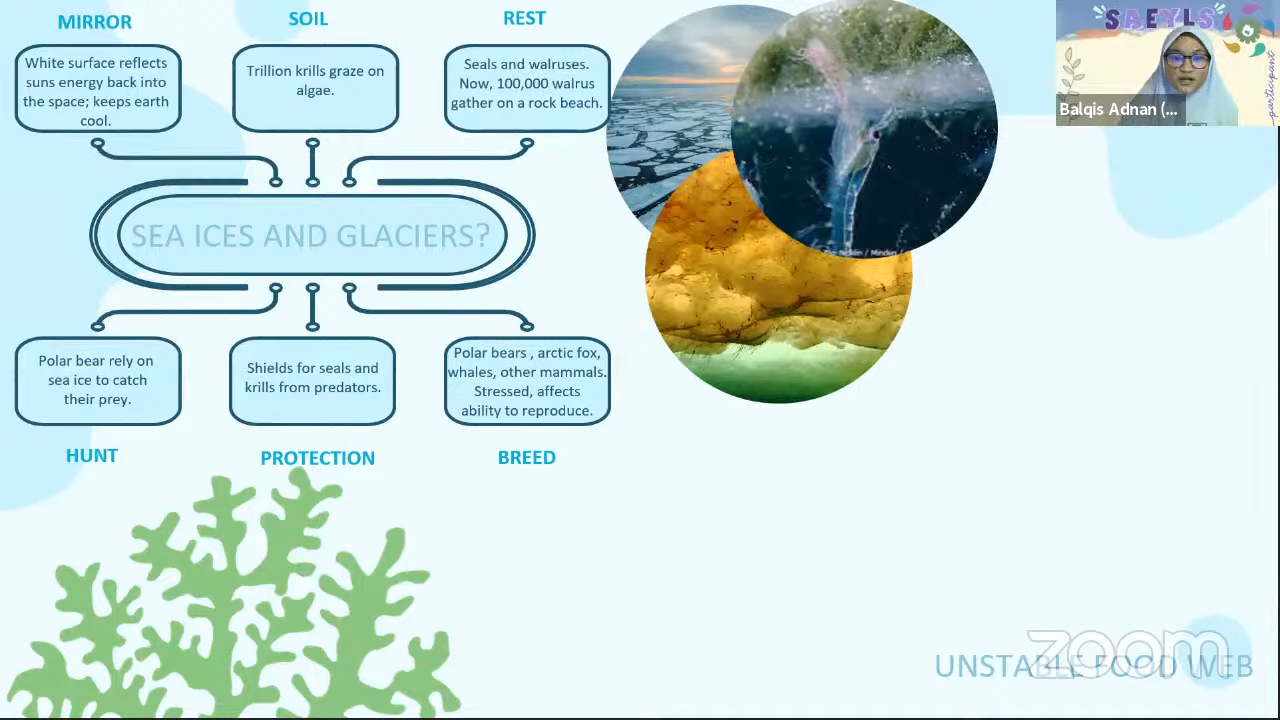 MIRROR
SOIL
REST
White surface reflects
suns energy back into
the space; keeps earth
cool.
Trillion krills graze on
algae.
Seals and walruses.
Now, 100,000 walrus
gather on a rock beach.
SEA ICES AND GLACIERS?
Polar bear rely on
sea ice to catch
their prey.
Shields for seals and
krills from predators.
Polar bears , arctic fox,
whales, other mammals.
Stressed, affects
ability to reproduce.
HUNT
PROTECTION
BREED
SAEYLS
participant
Balqis Adnan (...
/ Minden /
UNSTABLE FOOD WEB
zoom